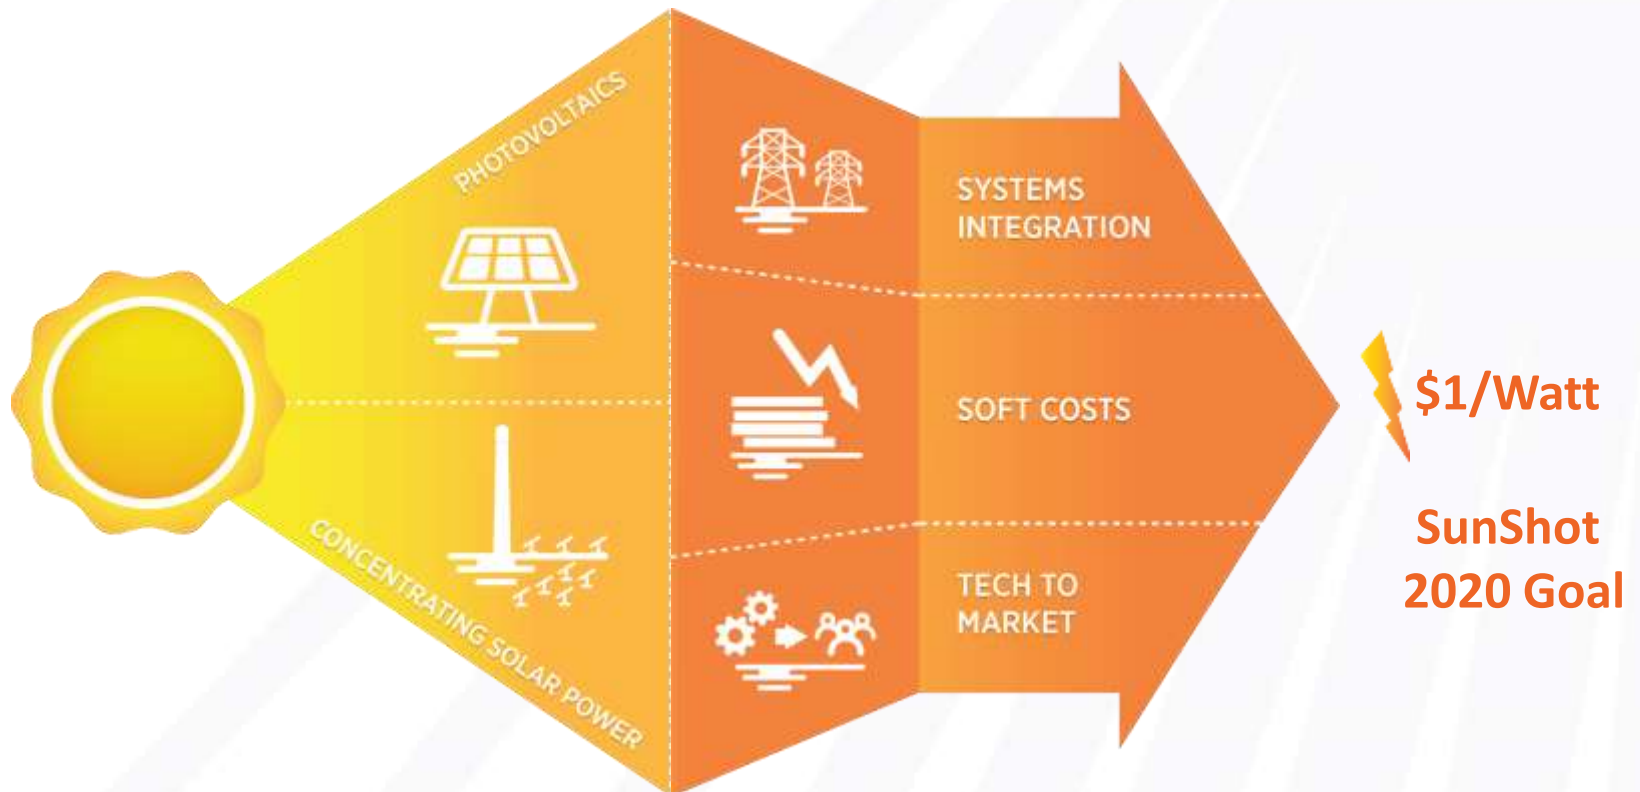 PHOTOVOLTAICS
CONCENTRATING SOLAR POWER
SYSTEMS
INTEGRATION
SOFT COSTS
TECH TO
MARKET
$1/Watt
SunShot
2020 Goal